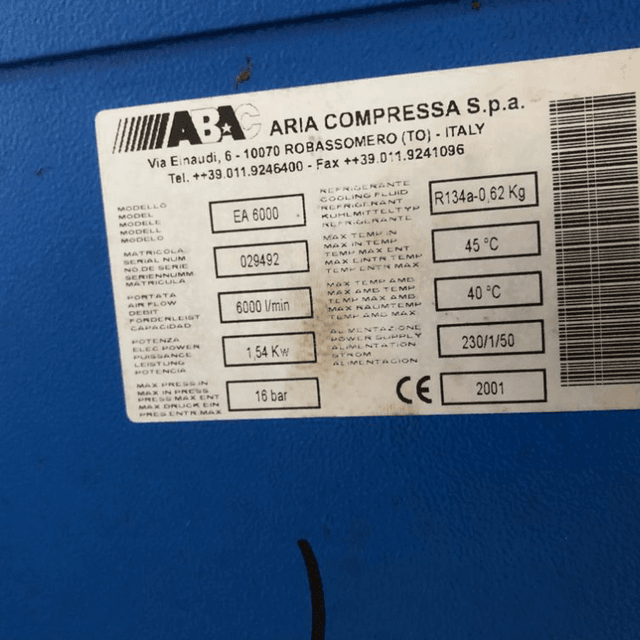 ABAC ARIA COMPRESSA S.p.a.
Via Einaudi, 6 - 10070 ROBASSOMERO (TO) - ITALY
Tel. ++39.011.9246400 - Fax ++39.011.9241096
MODELLO
MODEL
MODELE
MODELL
MODELO
EA 6000
MATRICOLA
SERIAL NUM
NO.DE SERIE
SERIENNUMM
MATRICULA
029492
PORTATA
AIR FLOW
DEBIT
FORDERLEIST
CAPACIDAD
6000 l/min
POTENZA
ELEC POWER
PUISSANCE
LEISTUNG
POTENCIA
1,54 Kw
MAX PRESS.IN
MAX IN PRESS
PRESS MAX ENT
MAX DRUCK EIN
PRES.ENTR.MAX
16 bar
REFRIGERANTE
COOLING FLUID
REFRIGERANT
KUHLMITTELTYP
REFRIGERANTE
R134a-0,62 Kg
MAX TEMP IN
MAX IN TEMP
TEMP MAX ENT
MAX EINTR TEMP
TEMP ENTR MAX
45 °C
MAX TEMP AMB
MAX AMB TEMP
TEMP MAX AMB.
MAX RAUMTEMP
TEMP AMB MAX
40 °C
ALIMENTAZIONE
POWER SUPPLY
ALIMENTATION
STROM
ALIMENTACION
230/1/50
CE
2001